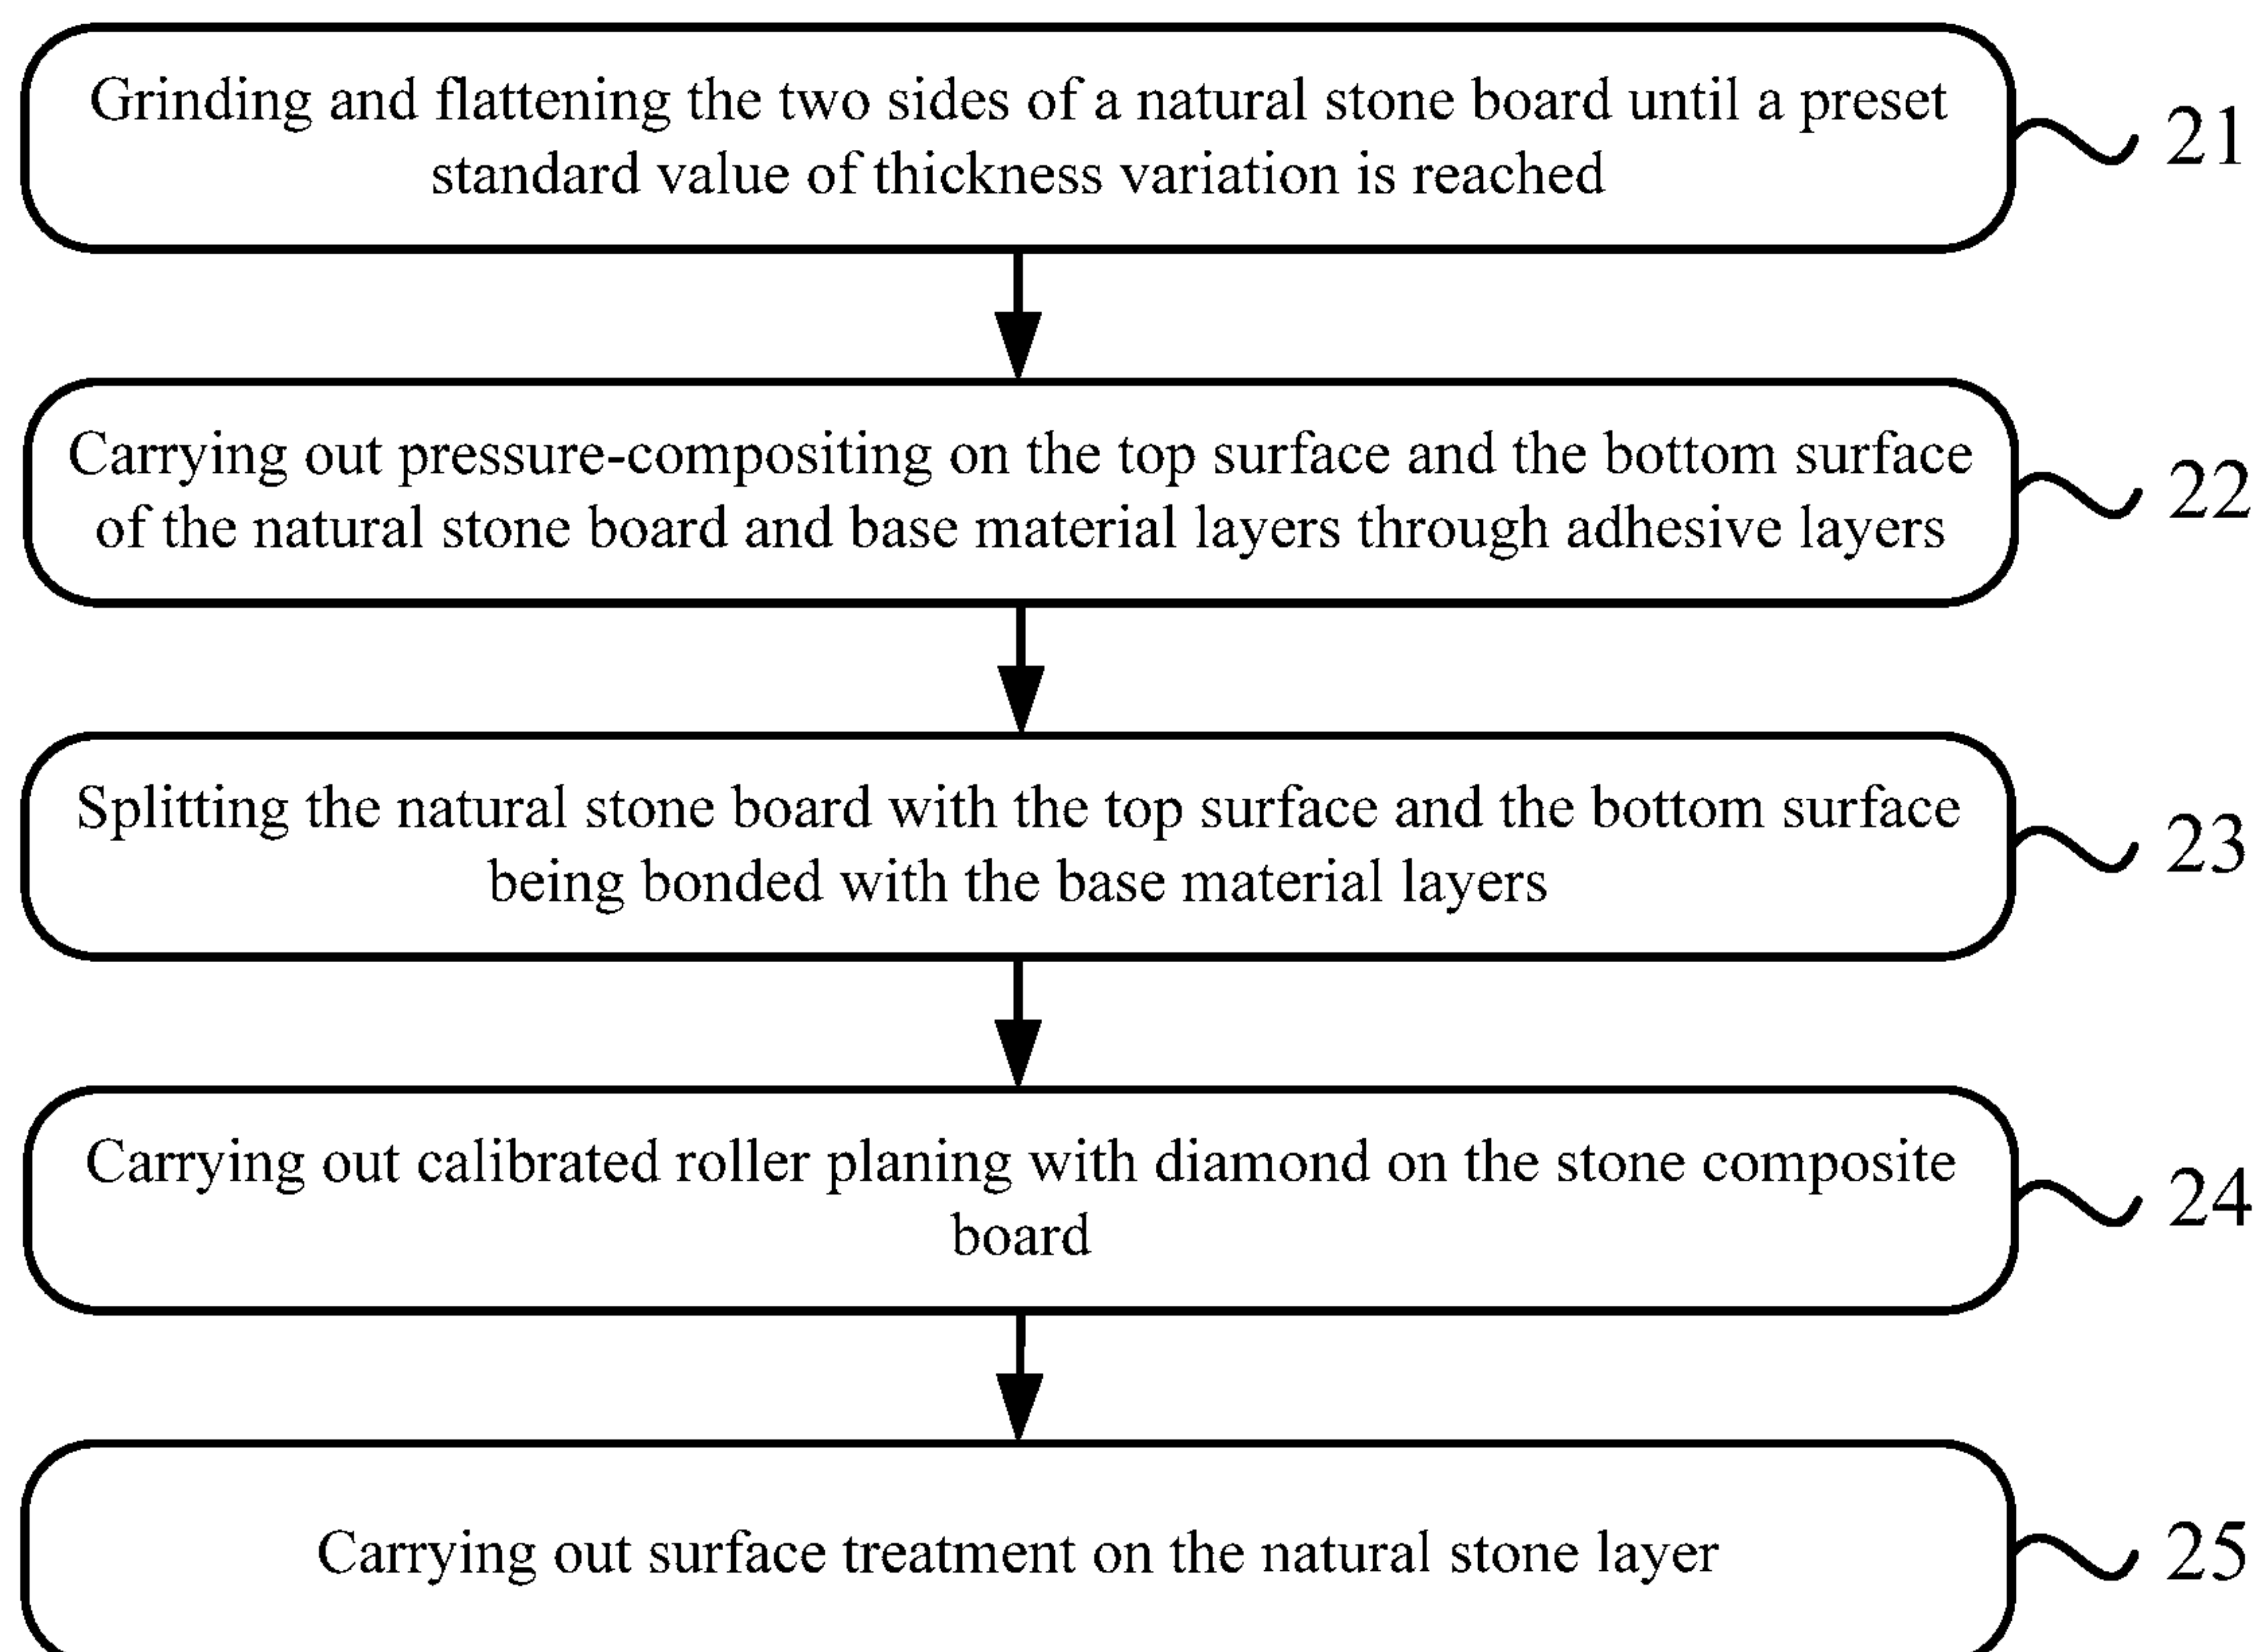 Grinding and flattening the two sides of a natural stone board until a preset
standard value of thickness variation is reached
21
Carrying out pressure-compositing on the top surface and the bottom surface
of the natural stone board and base material layers through adhesive layers
22
Splitting the natural stone board with the top surface and the bottom surface
being bonded with the base material layers
23
Carrying out calibrated roller planing with diamond on the stone composite
board
24
Carrying out surface treatment on the natural stone layer
25